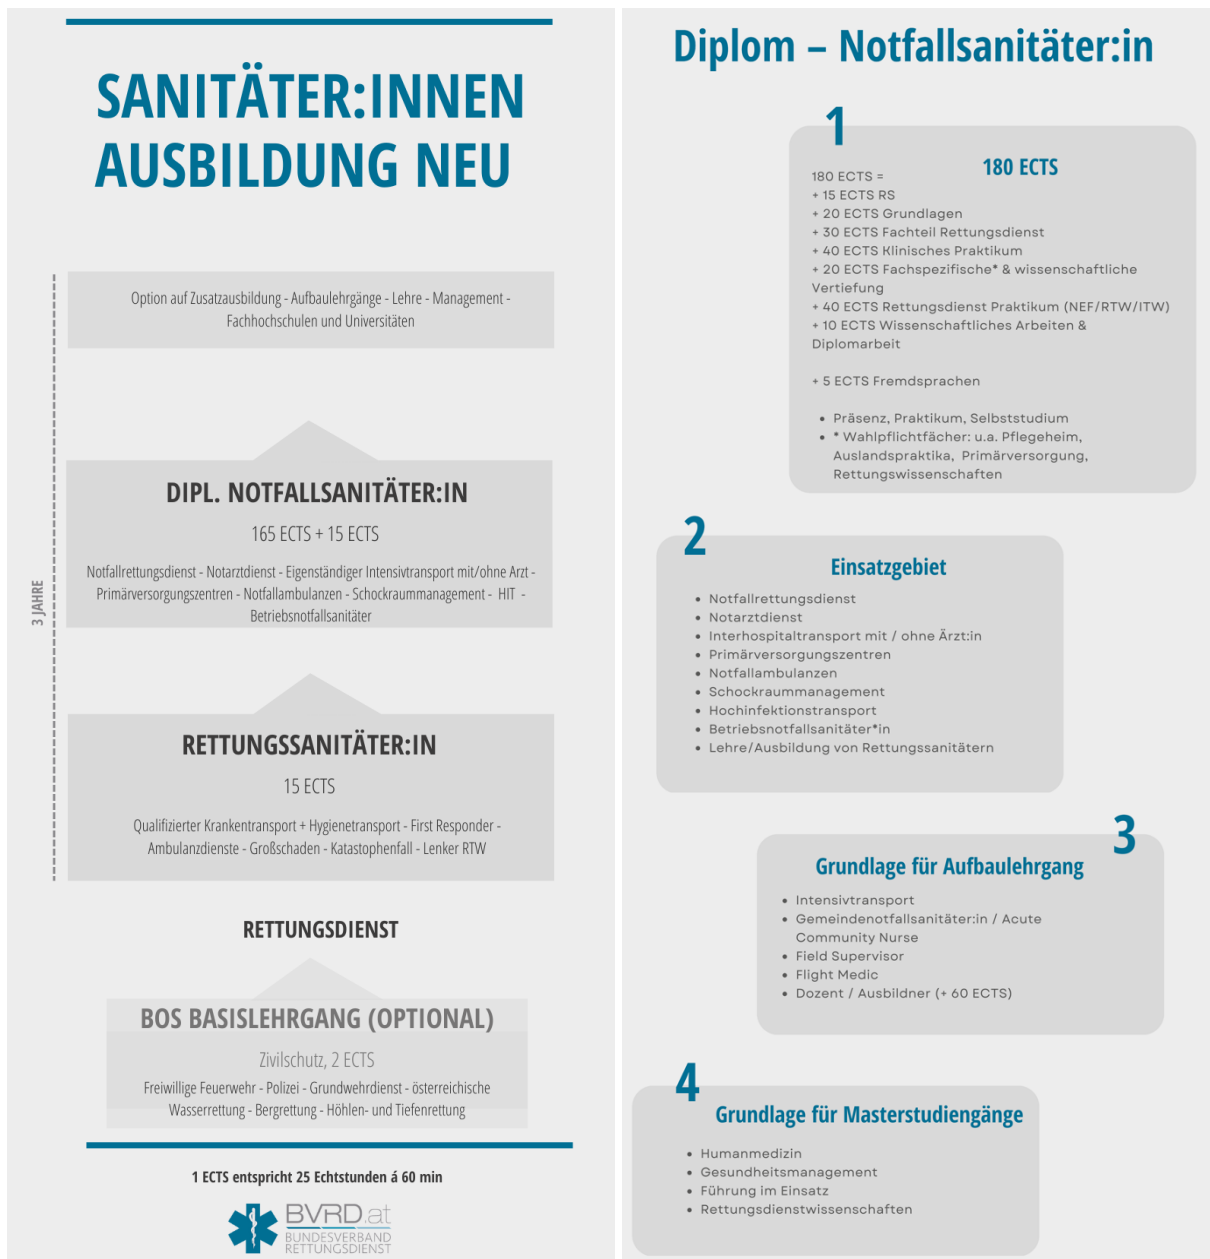 SANITÄTER:INNEN
AUSBILDUNG NEU
Option auf Zusatzausbildung - Aufbaulehrgänge - Lehre - Management -
Fachhochschulen und Universitäten
3 JAHRE
DIPL. NOTFALLSANITÄTER:IN
165 ECTS + 15 ECTS
Notfallrettungsdienst - Notarztdienst - Eigenständiger Intensivtransport mit/ohne Arzt -
Primärversorgungszentren - Notfallambulanzen - Schockraummanagement - HIT -
Betriebsnotfallsanitäter
RETTUNGSSANITÄTER:IN
15 ECTS
Qualifizierter Krankentransport + Hygienetransport - First Responder -
Ambulanzdienste - Großschaden - Katastophenfall - Lenker RTW
RETTUNGSDIENST
BOS BASISLEHRGANG (OPTIONAL)
Zivilschutz, 2 ECTS
Freiwillige Feuerwehr - Polizei - Grundwehrdienst - österreichische
Wasserrettung - Bergrettung - Höhlen- und Tiefenrettung
1 ECTS entspricht 25 Echtstunden á 60 min
BVRD.at
BUNDESVERBAND
RETTUNGSDIENST
Diplom – Notfallsanitäter:in
1
180 ECTS
180 ECTS =
+ 15 ECTS RS
+ 20 ECTS Grundlagen
+ 30 ECTS Fachteil Rettungsdienst
+ 40 ECTS Klinisches Praktikum
+ 20 ECTS Fachspezifische* & wissenschaftliche
Vertiefung
+ 40 ECTS Rettungsdienst Praktikum (NEF/RTW/ITW)
+ 10 ECTS Wissenschaftliches Arbeiten &
Diplomarbeit
+ 5 ECTS Fremdsprachen
• Präsenz, Praktikum, Selbststudium
• * Wahlpflichtfächer: u.a. Pflegeheim,
Auslandspraktika, Primärversorgung,
Rettungswissenschaften
2
Einsatzgebiet
• Notfallrettungsdienst
• Notarztdienst
• Interhospitaltransport mit / ohne Ärzt:in
• Primärversorgungszentren
• Notfallambulanzen
• Schockraummanagement
• Hochinfektionstransport
• Betriebsnotfallsanitäter*in
• Lehre/Ausbildung von Rettungssanitätern
3
Grundlage für Aufbaulehrgang
• Intensivtransport
• Gemeindenotfallsanitäter:in / Acute
Community Nurse
• Field Supervisor
• Flight Medic
• Dozent / Ausbildner (+ 60 ECTS)
4
Grundlage für Masterstudiengänge
• Humanmedizin
• Gesundheitsmanagement
• Führung im Einsatz
• Rettungsdienstwissenschaften